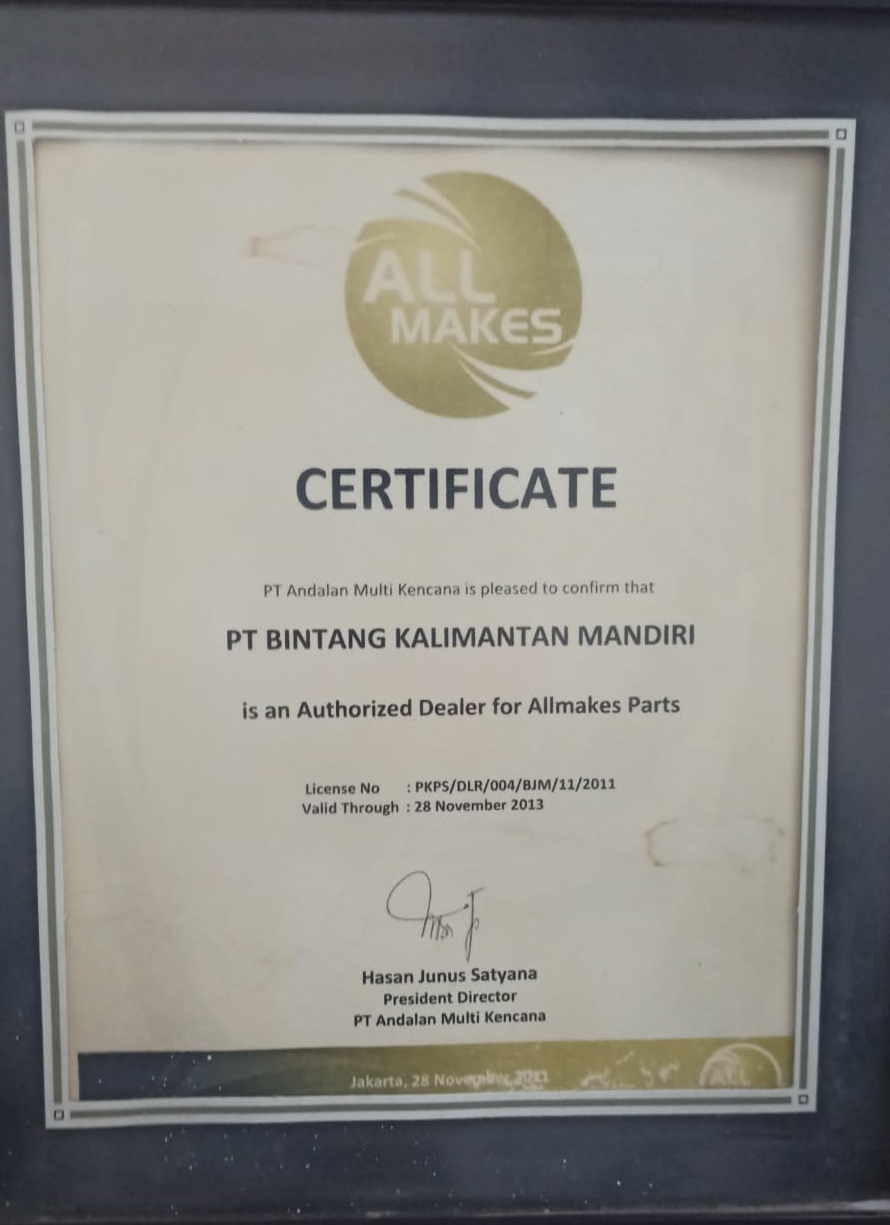 ALL
MAKES
CERTIFICATE
PT Andalan Multi Kencana is pleased to confirm that
PT BINTANG KALIMANTAN MANDIRI
is an Authorized Dealer for Allmakes Parts
License No : PKPS/DLR/004/BJM/11/2011
Valid Through : 28 November 2013
Hasan Junus Satyana
President Director
PT Andalan Multi Kencana
Jakarta, 28 November 2011
ALL